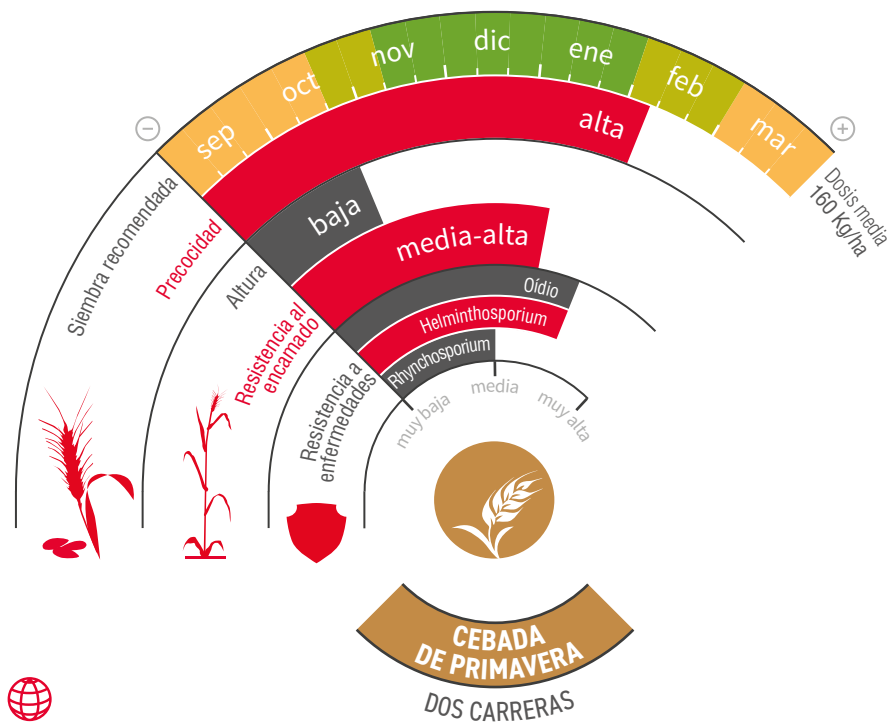 sep
oct
nov
dic
ene
feb
mar
−
+
Siembra recomendada
Dosis media
160 Kg/ha
Precocidad
alta
Altura
baja
Resistencia al
encamado
media-alta
Resistencia a
enfermedades
Oídio
Helminthosporium
Rhynchosporium
muy baja
media
muy alta
CEBADA
DE PRIMAVERA
DOS CARRERAS